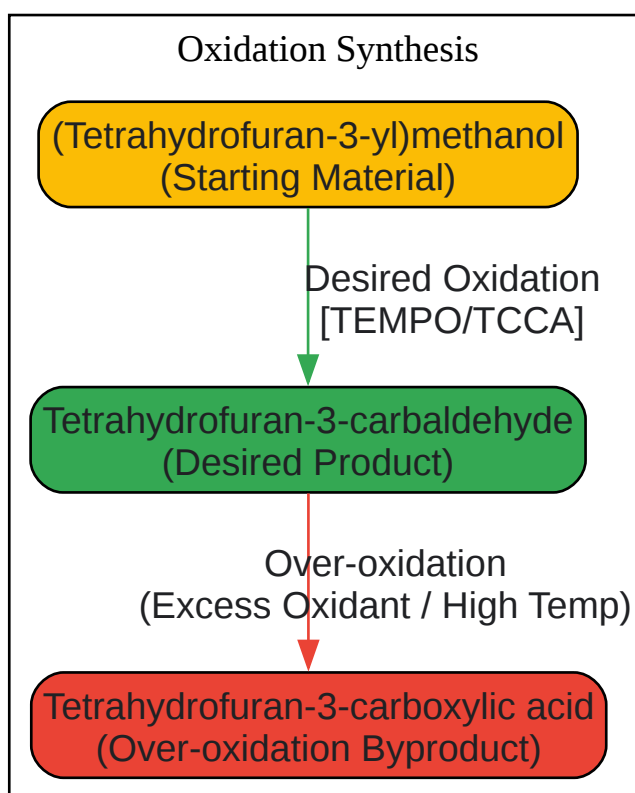 Oxidation Synthesis
(Tetrahydrofuran-3-yl)methanol
(Starting Material)
Desired Oxidation
[TEMPO/TCCA]
Tetrahydrofuran-3-carbaldehyde
(Desired Product)
Over-oxidation
(Excess Oxidant / High Temp)
Tetrahydrofuran-3-carboxylic acid
(Over-oxidation Byproduct)